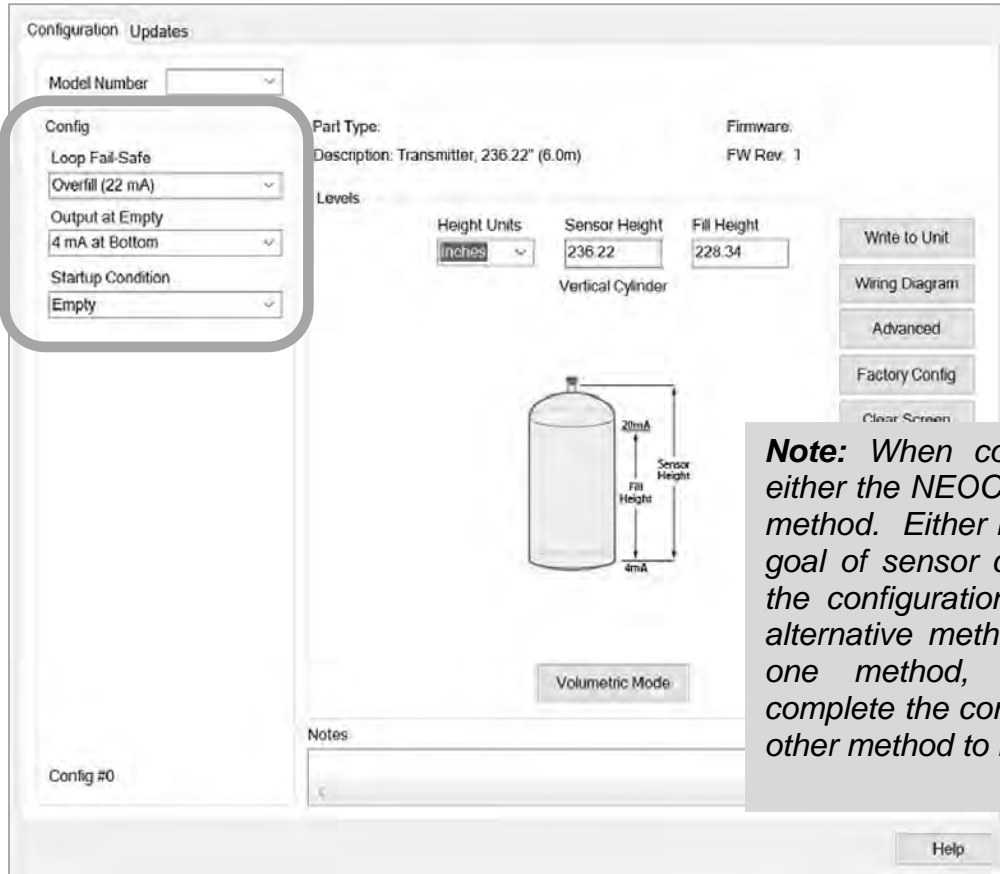 Configuration Updates
Model Number
Config
Loop Fail-Safe
Overfill (22 mA)
Output at Empty
4 mA at Bottom
Startup Condition
Empty
Config #0
Part Type:
Description: Transmitter, 236.22" (6.0m)
Firmware:
FW Rev: 1
Levels
Height Units
Inches
Sensor Height
236.22
Fill Height
228.34
Vertical Cylinder
20mA
Fill Height
Sensor Height
4mA
Volumetric Mode
Notes
Write to Unit
Wiring Diagram
Advanced
Factory Config
Clear Screen
Note: When
either the
method. Either
goal of sensor
the configuration
alternative
one method,
complete the
other method to
Help